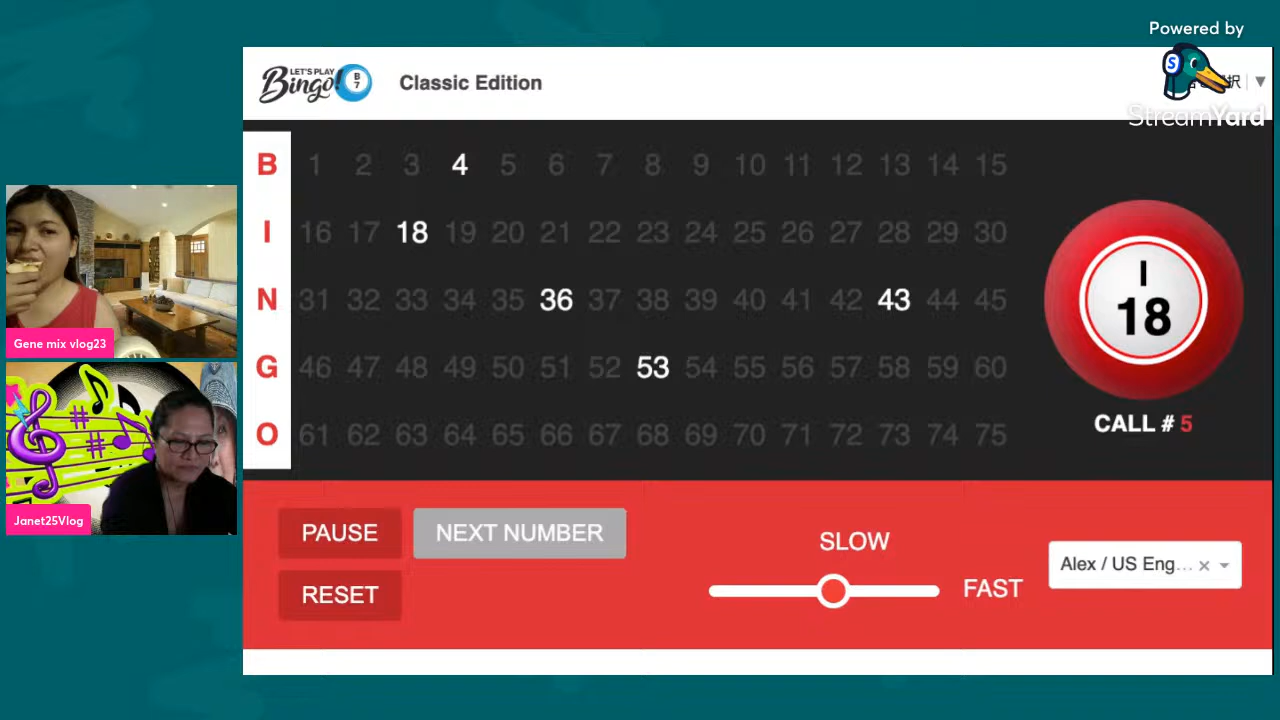 Powered by
StreamYard
LET'S PLAY
Bingo!
B
7
Classic Edition
択
B 1 2 3 4 5 6 7 8 9 10 11 12 13 14 15
I 16 17 18 19 20 21 22 23 24 25 26 27 28 29 30
N 31 32 33 34 35 36 37 38 39 40 41 42 43 44 45
G 46 47 48 49 50 51 52 53 54 55 56 57 58 59 60
O 61 62 63 64 65 66 67 68 69 70 71 72 73 74 75
I
18
CALL # 5
Gene mix vlog23
Janet25Vlog
PAUSE
NEXT NUMBER
RESET
SLOW
FAST
Alex / US Eng...